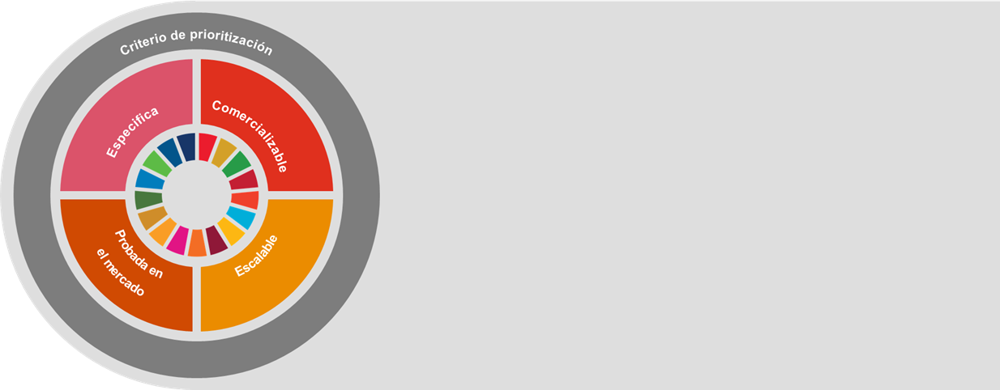 Criterio de prioritización
Especifica
Comercializable
Probada en
el mercado
Escalable